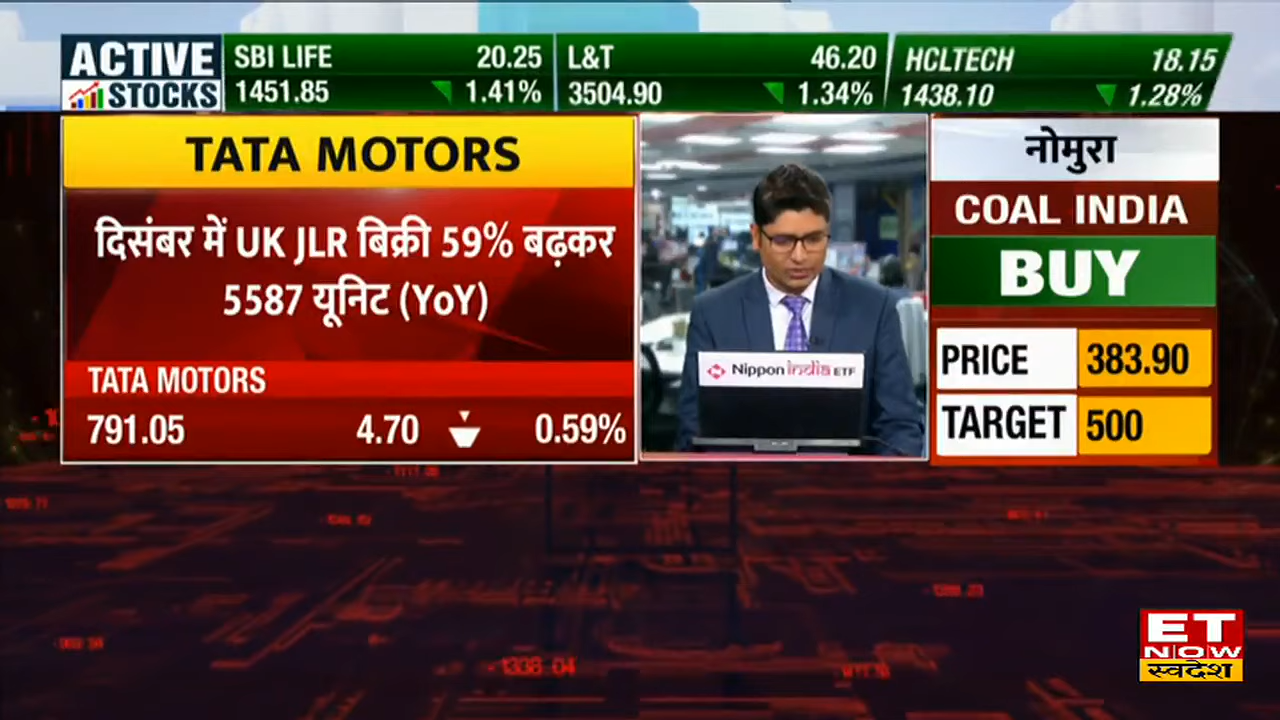 ACTIVE STOCKS
SBI LIFE 20.25
1451.85 1.41%
L&T 46.20
3504.90 1.34%
HCLTECH 18.15
1438.10 1.28%
TATA MOTORS
दिसंबर में UK JLR बिक्री 59% बढ़कर
5587 यूनिट (YoY)
TATA MOTORS
791.05 4.70 0.59%
Nippon india ETF
नोमुरा
COAL INDIA
BUY
PRICE 383.90
TARGET 500
1338.04
ET
NOW
स्वदेश